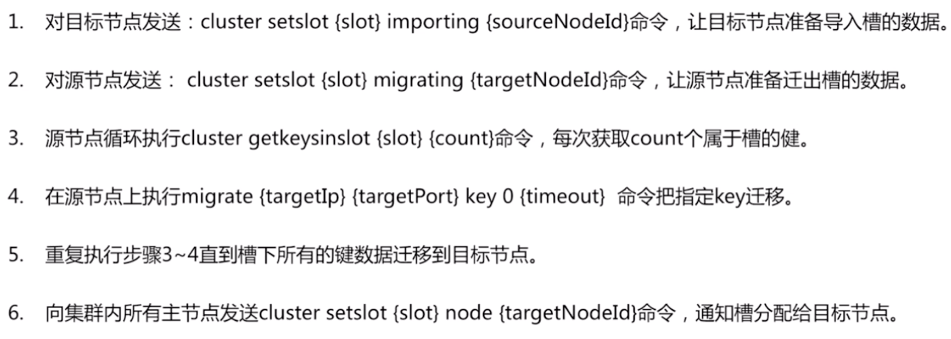 1. 对目标节点发送：cluster setslot {slot} importing {sourceNodeId}命令，让目标节点准备导入槽的数据。
2. 对源节点发送： cluster setslot {slot} migrating {targetNodeId}命令，让源节点准备迁出槽的数据。
3. 源节点循环执行cluster getkeysinslot {slot} {count}命令，每次获取count个属于槽的健。
4. 在源节点上执行migrate {targetIp} {targetPort} key 0 {timeout} 命令把指定key迁移。
5. 重复执行步骤3~4直到槽下所有的键数据迁移到目标节点。
6. 向集群内所有主节点发送cluster setslot {slot} node {targetNodeId}命令，通知槽分配给目标节点。